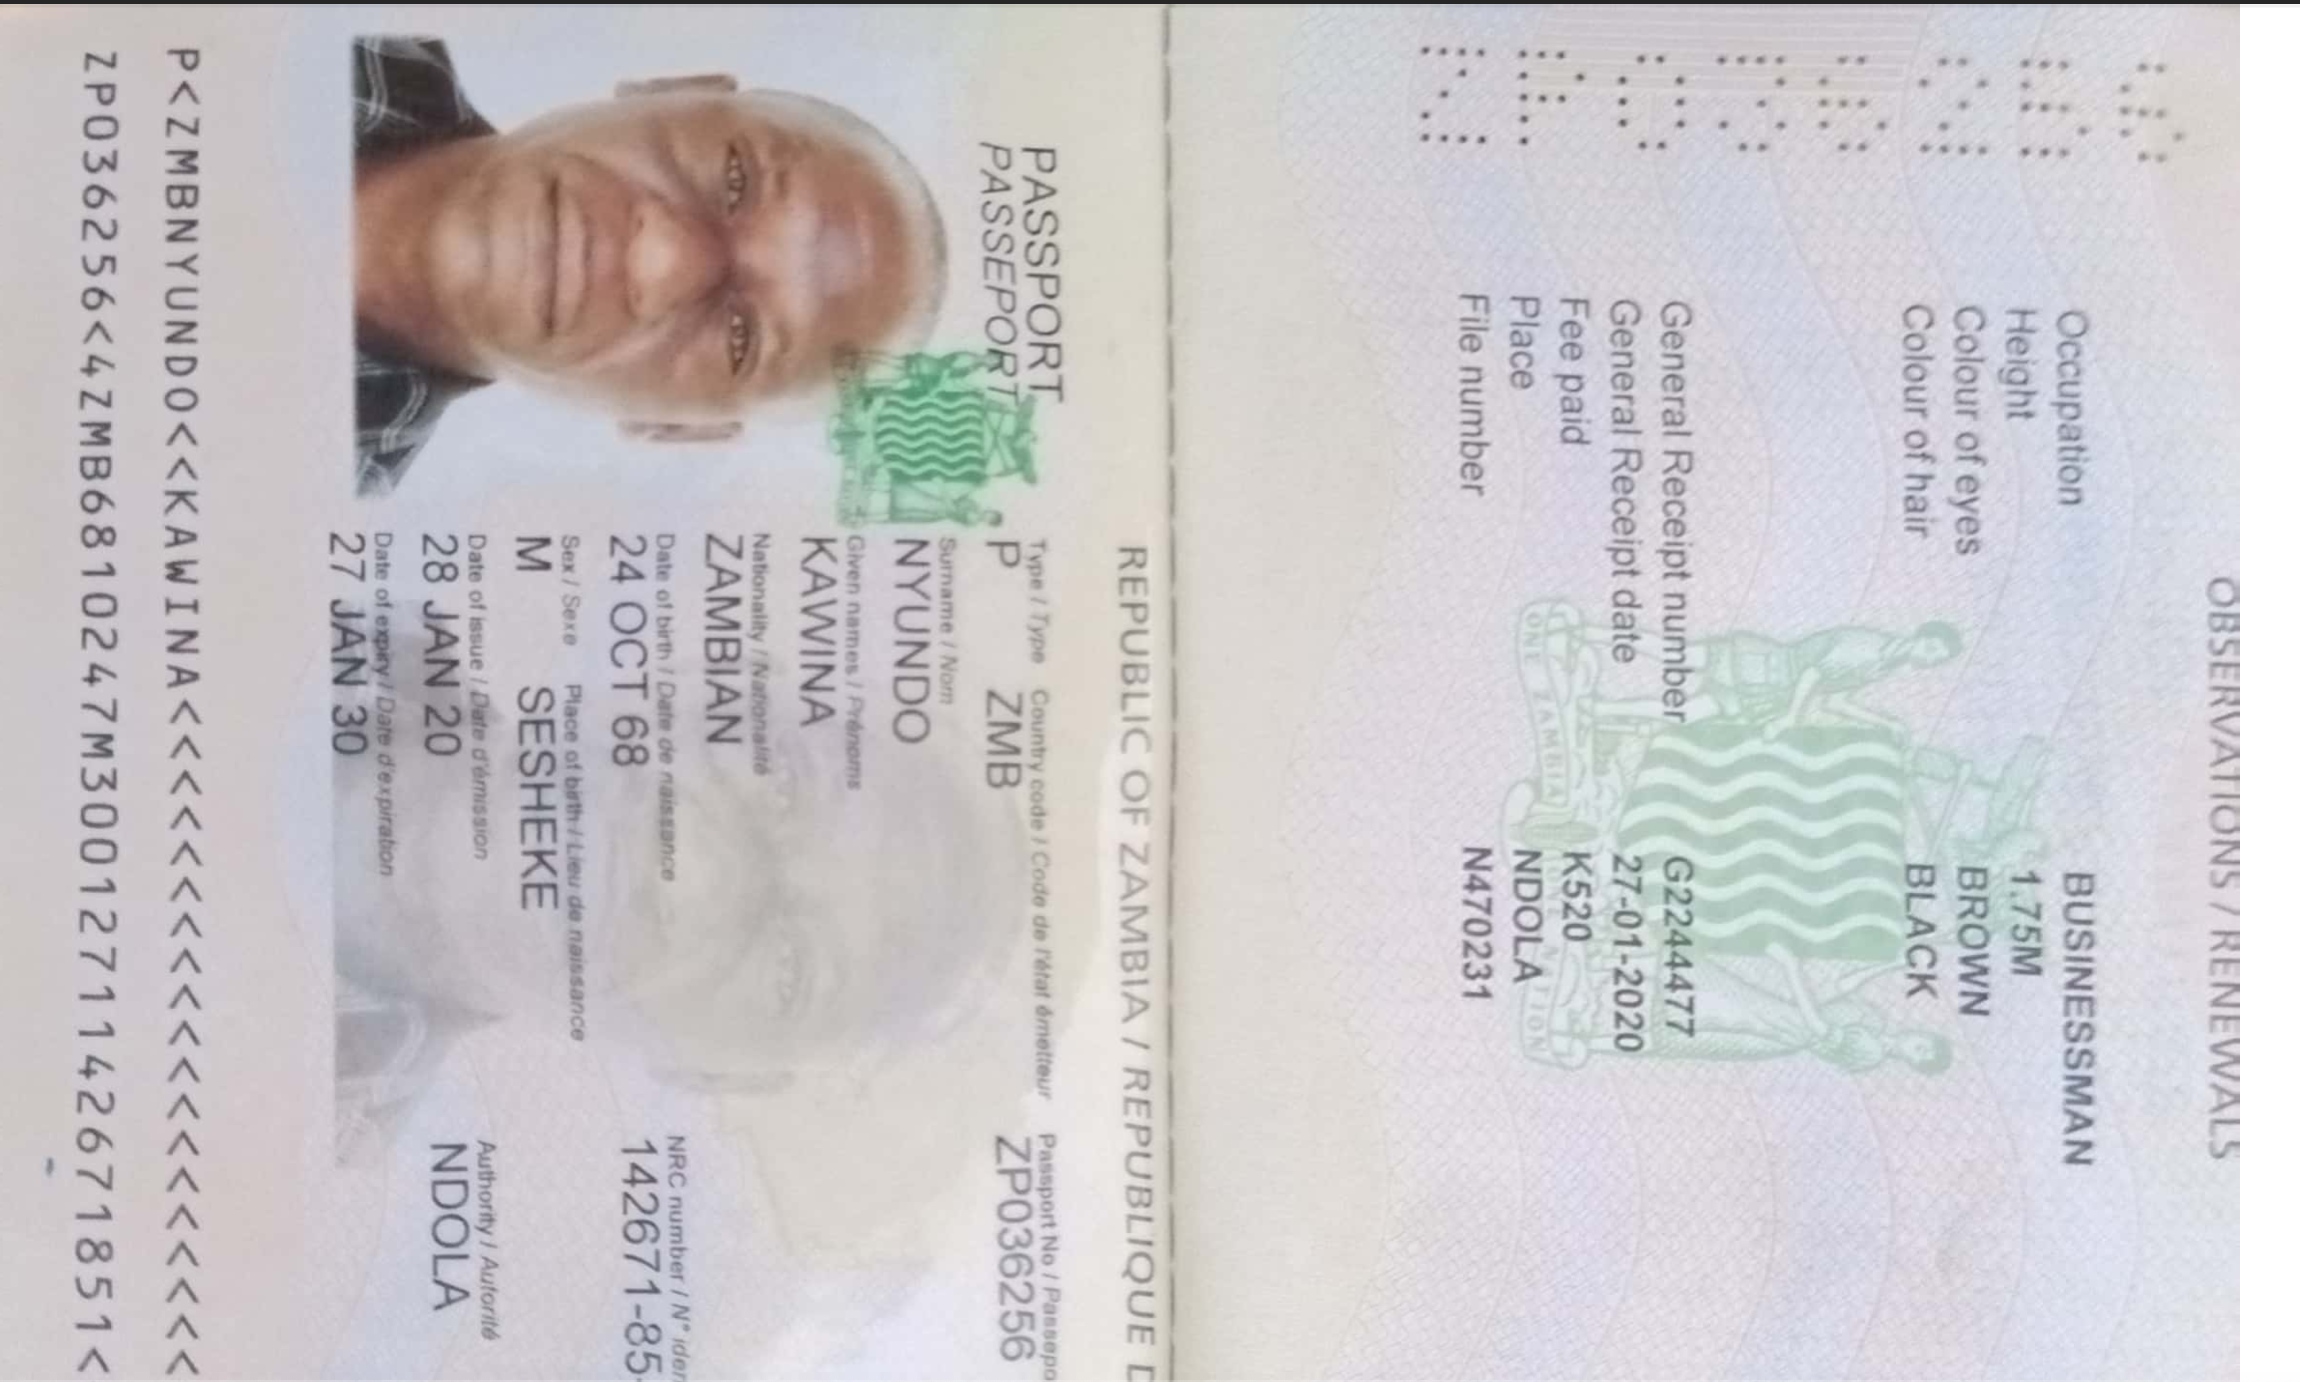 OBSERVATIONS / RENEWALS
Occupation BUSINESSMAN
Height 1.75M
Colour of eyes BROWN
Colour of hair BLACK
General Receipt number G2244477
General Receipt date 27-01-2020
Fee paid K520
Place NDOLA
File number N470231
ONE ZAMBIA
REPUBLIC OF ZAMBIA / REPUBLIQUE D
PASSPORT
PASSEPORT
Type / Type Country code / Code de l'état émetteur Passport No / Passepo
P ZMB ZP0362256
Surname / Nom
NYUNDO
Given names / Prénoms
KAWINA
Nationality / Nationalité
ZAMBIAN
Date of birth / Date de naissance NRC number / N° iden
24 OCT 68 142671-85-
Sex / Sexe Place of birth / Lieu de naissance
M SESHEKE
Date of issue / Date d'émission Authority / Autorité
28 JAN 20 NDOLA
Date of expiry / Date d'expiration
27 JAN 30
P<ZMBNYUNDO<<KAWINA<<<<<<<<<<<<<<<<<
ZP0362256<4ZMB6810247M3001271142671851<